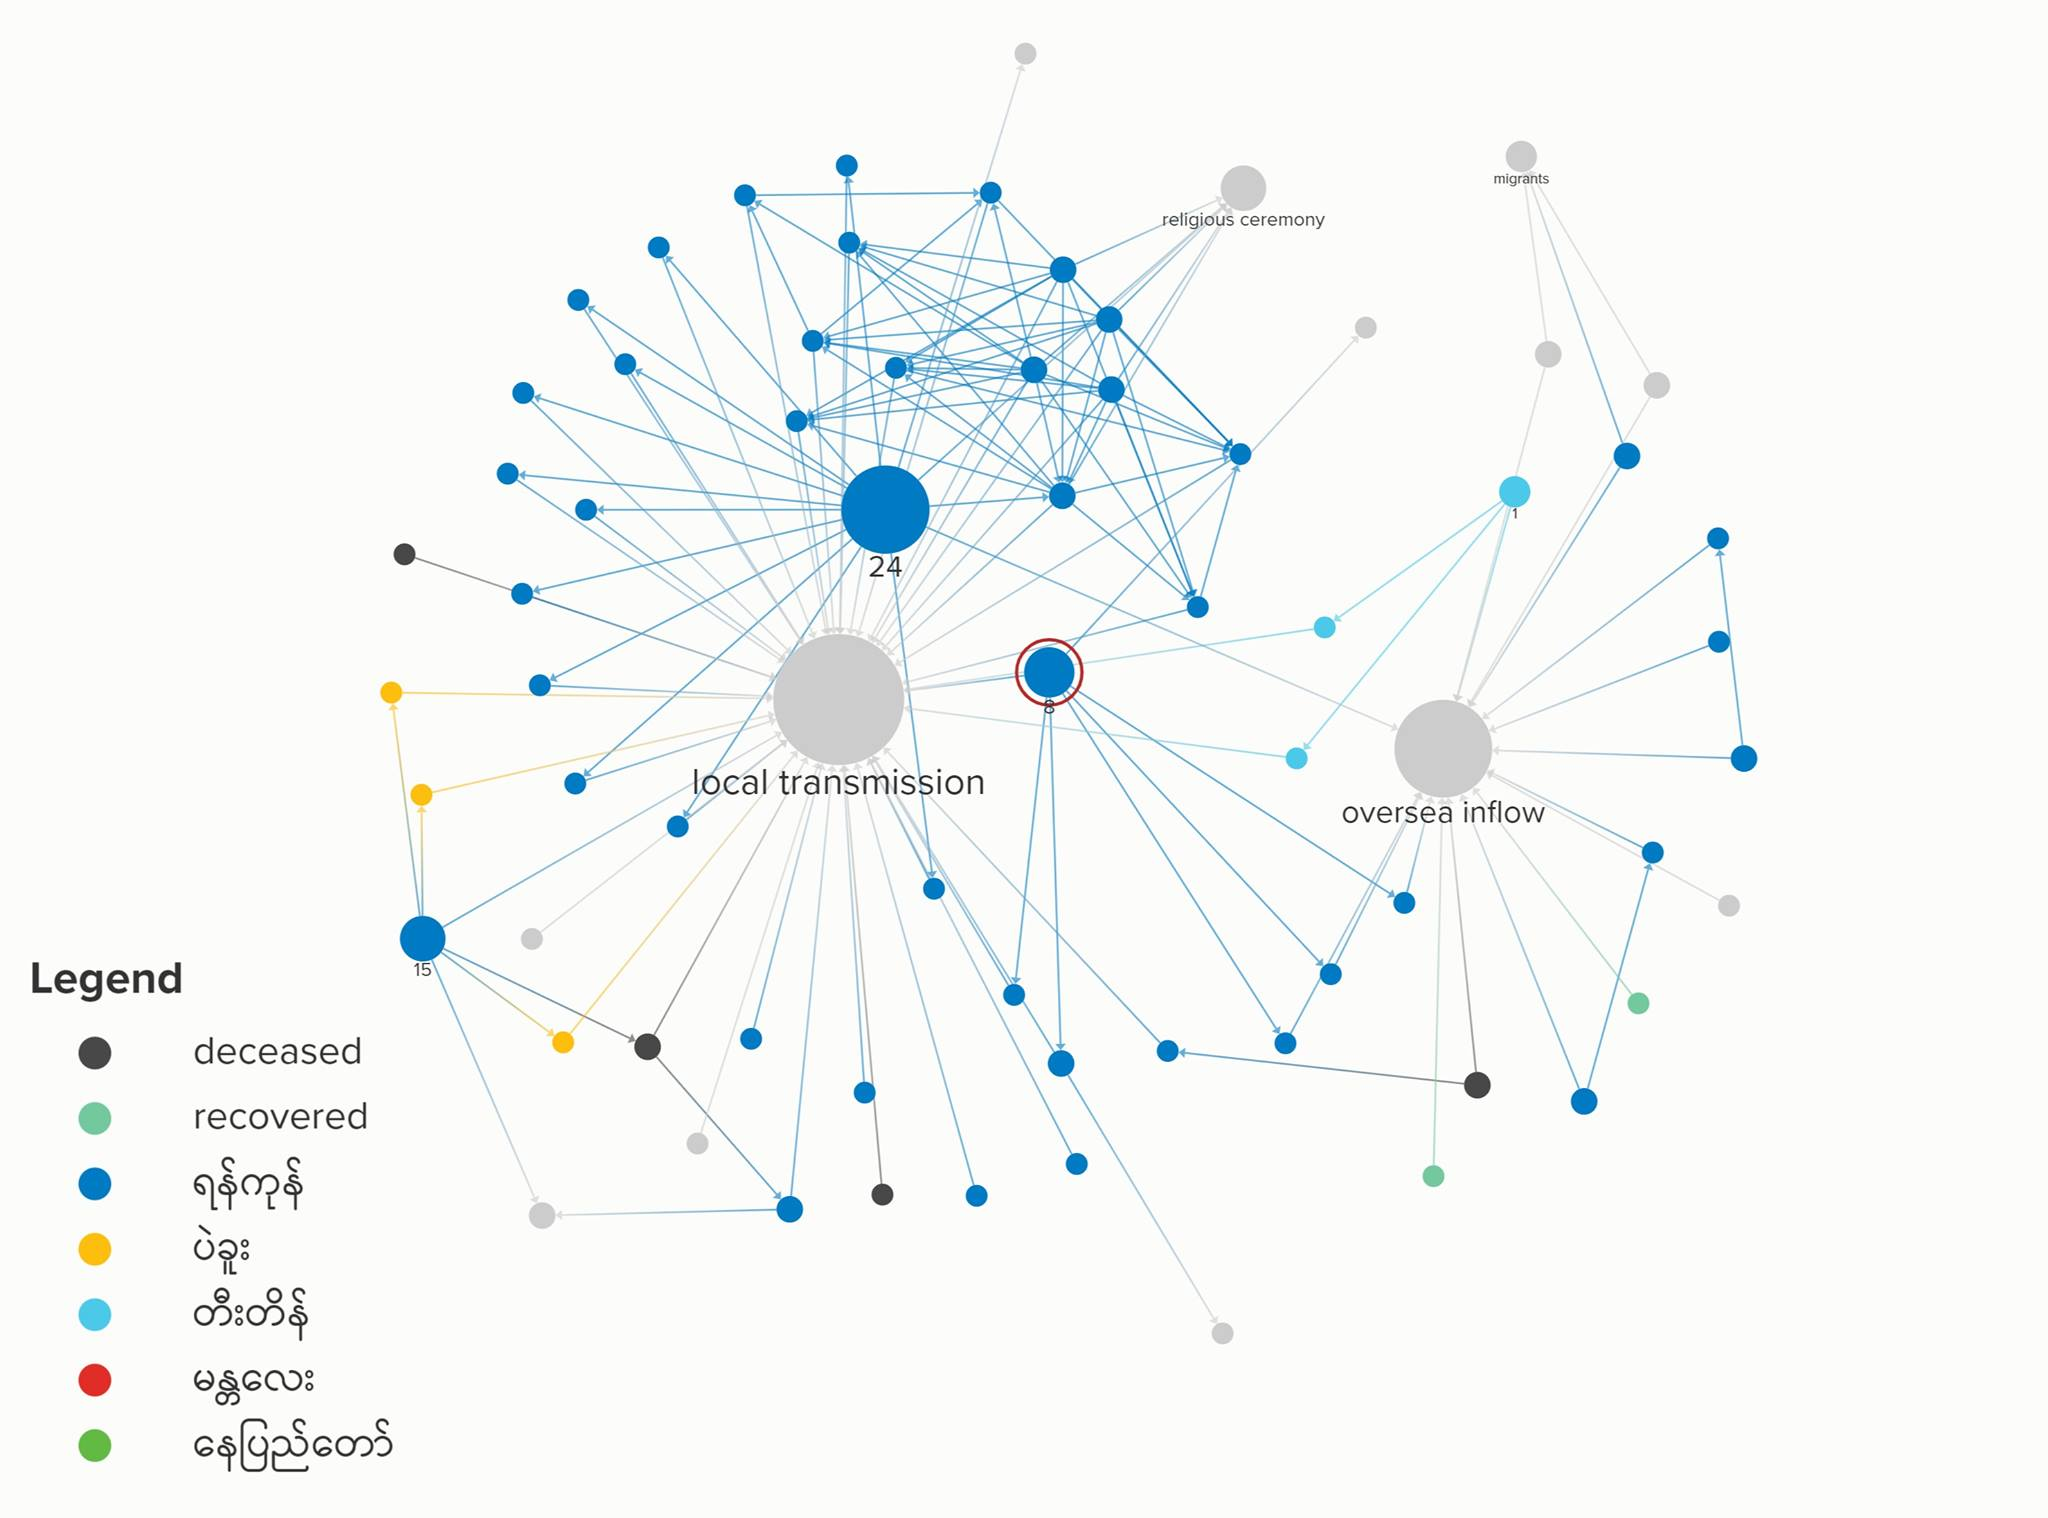 migrants
religious ceremony
1
24
8
local transmission
oversea inflow
15
Legend
deceased
recovered
ရန်ကုန်
ပဲခူး
တီးတိန်
မန္တလေး
နေပြည်တော်